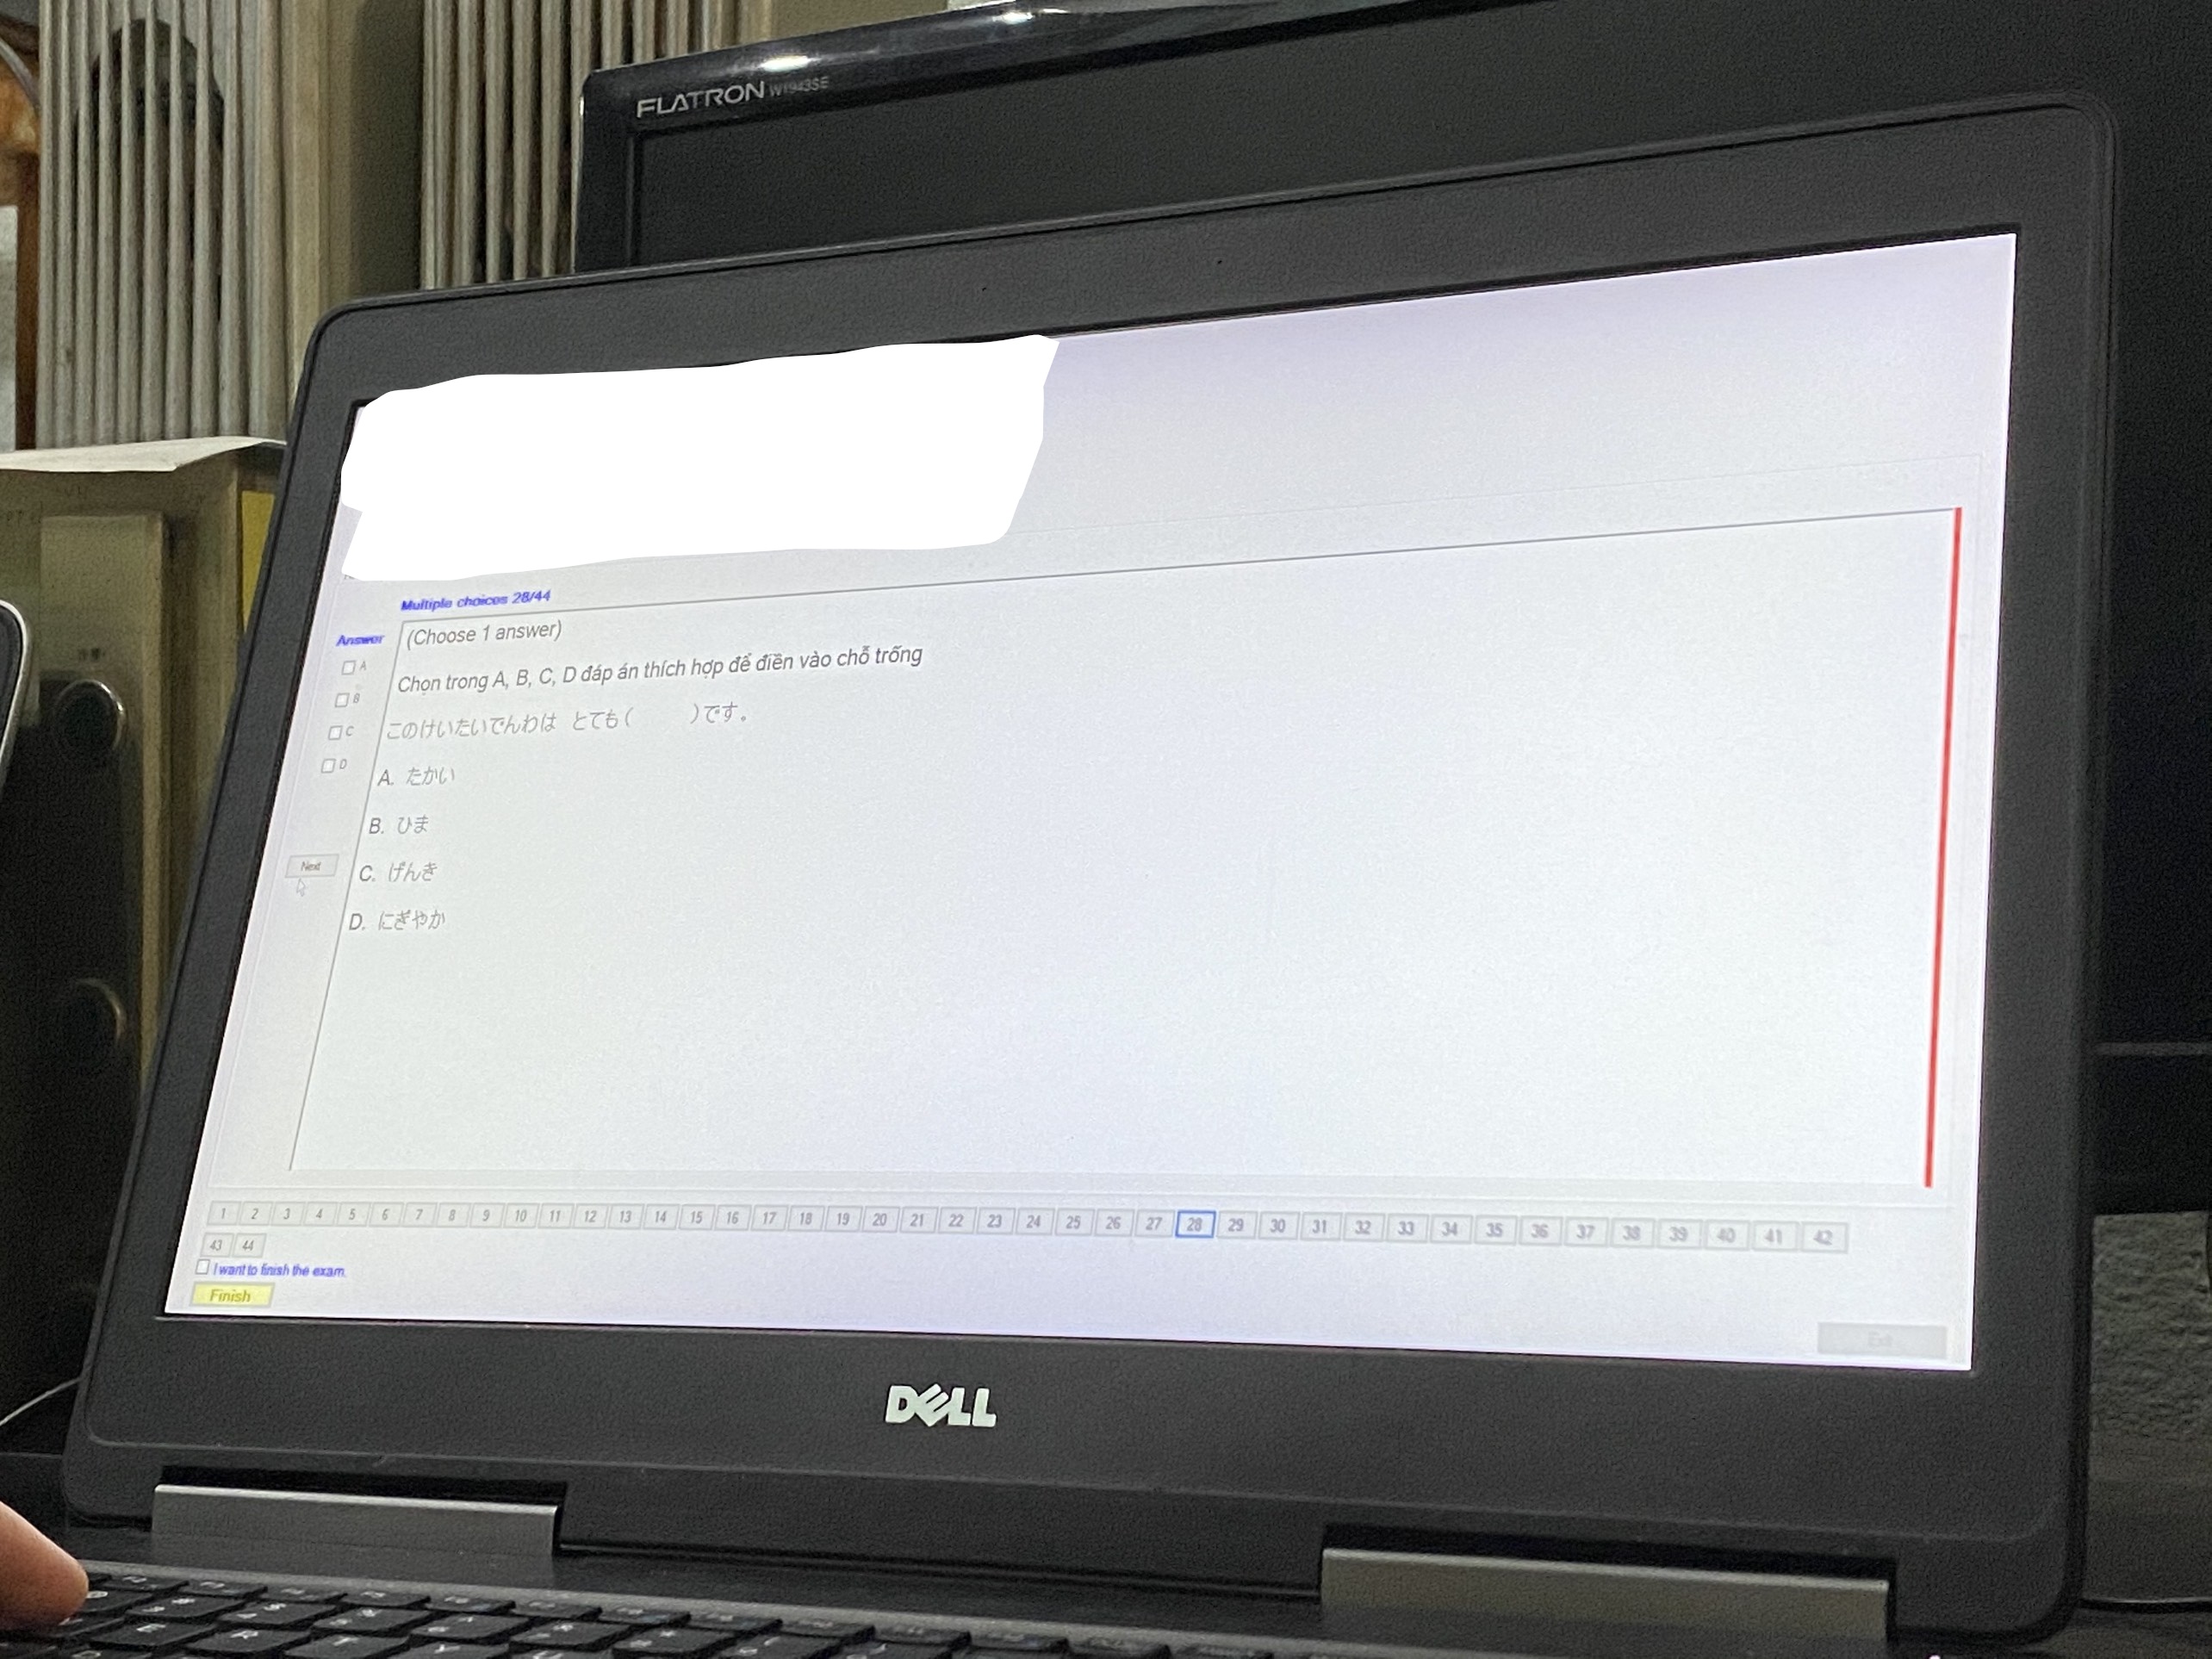 FLATRON W1943SE
Multiple choices 28/44
Answer
(Choose 1 answer)
A
Chọn trong A, B, C, D đáp án thích hợp để điền vào chỗ trống
B
このけいたいでんわは とても( )です。
C
D
A. たかい
B. ひま
Next
C. げんき
D. にぎやか
1 2 3 4 5 6 7 8 9 10 11 12 13 14 15 16 17 18 19 20 21 22 23 24 25 26 27 28 29 30 31 32 33 34 35 36 37 38 39 40 41 42
43 44
I want to finish the exam.
Finish
Exit
DELL
E R T Y U